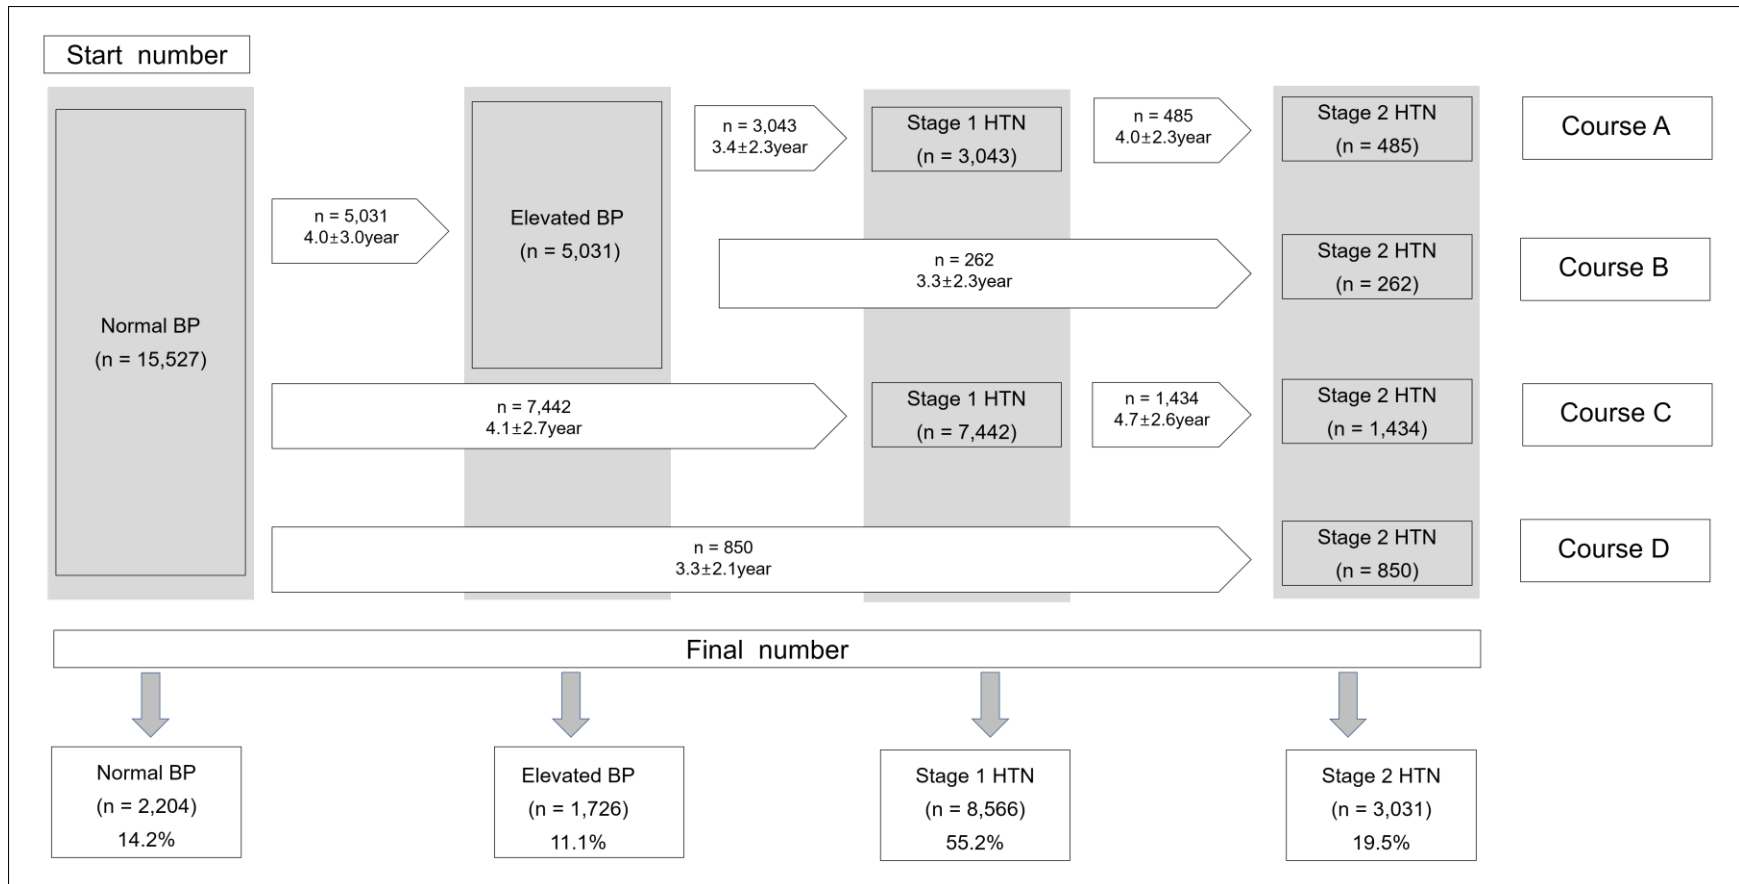 Start number
Normal BP
(n = 15,527)
n = 5,031
4.0±3.0year
Elevated BP
(n = 5,031)
n = 3,043
3.4±2.3year
Stage 1 HTN
(n = 3,043)
n = 485
4.0±2.3year
Stage 2 HTN
(n = 485)
Course A
n = 262
3.3±2.3year
Stage 2 HTN
(n = 262)
Course B
n = 7,442
4.1±2.7year
Stage 1 HTN
(n = 7,442)
n = 1,434
4.7±2.6year
Stage 2 HTN
(n = 1,434)
Course C
n = 850
3.3±2.1year
Stage 2 HTN
(n = 850)
Course D
Final number
Normal BP
(n = 2,204)
14.2%
Elevated BP
(n = 1,726)
11.1%
Stage 1 HTN
(n = 8,566)
55.2%
Stage 2 HTN
(n = 3,031)
19.5%